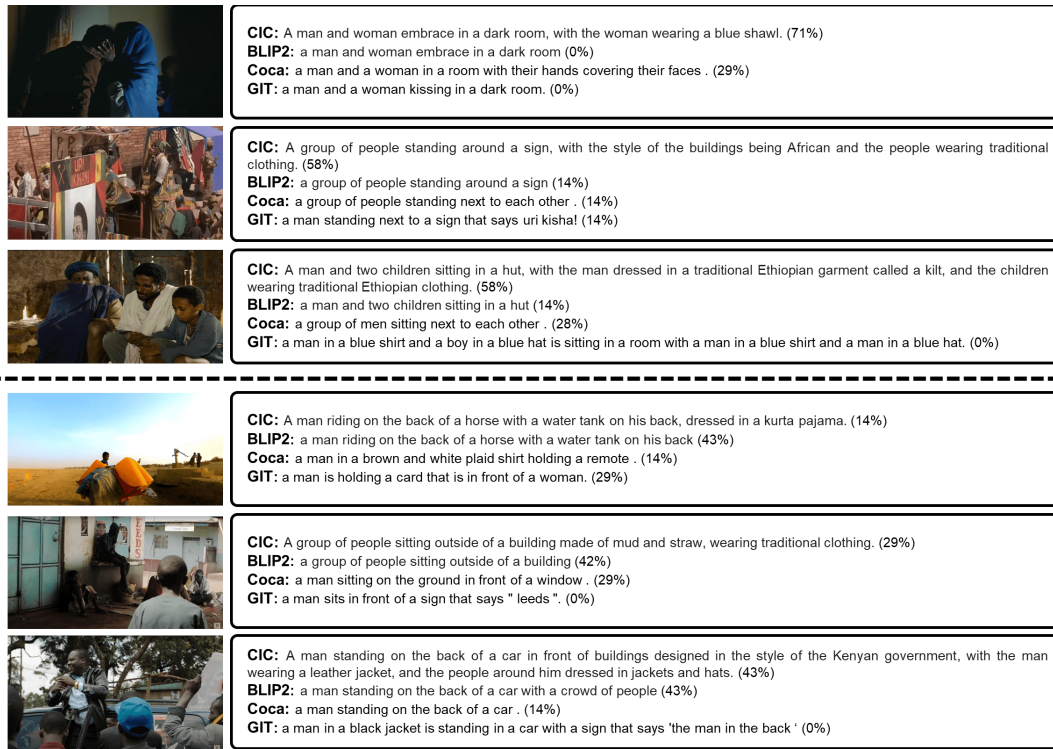 CIC: A man and woman embrace in a dark room, with the woman wearing a blue shawl. (71%)
BLIP2: a man and woman embrace in a dark room (0%)
Coca: a man and a woman in a room with their hands covering their faces . (29%)
GIT: a man and a woman kissing in a dark room. (0%)
URI
KISHA!
CIC: A group of people standing around a sign, with the style of the buildings being African and the people wearing traditional
clothing. (58%)
BLIP2: a group of people standing around a sign (14%)
Coca: a group of people standing next to each other . (14%)
GIT: a man standing next to a sign that says uri kisha! (14%)
CIC: A man and two children sitting in a hut, with the man dressed in a traditional Ethiopian garment called a kilt, and the children
wearing traditional Ethiopian clothing. (58%)
BLIP2: a man and two children sitting in a hut (14%)
Coca: a group of men sitting next to each other . (28%)
GIT: a man in a blue shirt and a boy in a blue hat is sitting in a room with a man in a blue shirt and a man in a blue hat. (0%)
CIC: A man riding on the back of a horse with a water tank on his back, dressed in a kurta pajama. (14%)
BLIP2: a man riding on the back of a horse with a water tank on his back (43%)
Coca: a man in a brown and white plaid shirt holding a remote . (14%)
GIT: a man is holding a card that is in front of a woman. (29%)
EEDS
CIC: A group of people sitting outside of a building made of mud and straw, wearing traditional clothing. (29%)
BLIP2: a group of people sitting outside of a building (42%)
Coca: a man sitting on the ground in front of a window . (29%)
GIT: a man sits in front of a sign that says " leeds ". (0%)
CIC: A man standing on the back of a car in front of buildings designed in the style of the Kenyan government, with the man
wearing a leather jacket, and the people around him dressed in jackets and hats. (43%)
BLIP2: a man standing on the back of a car with a crowd of people (43%)
Coca: a man standing on the back of a car . (14%)
GIT: a man in a black jacket is standing in a car with a sign that says 'the man in the back ‘ (0%)